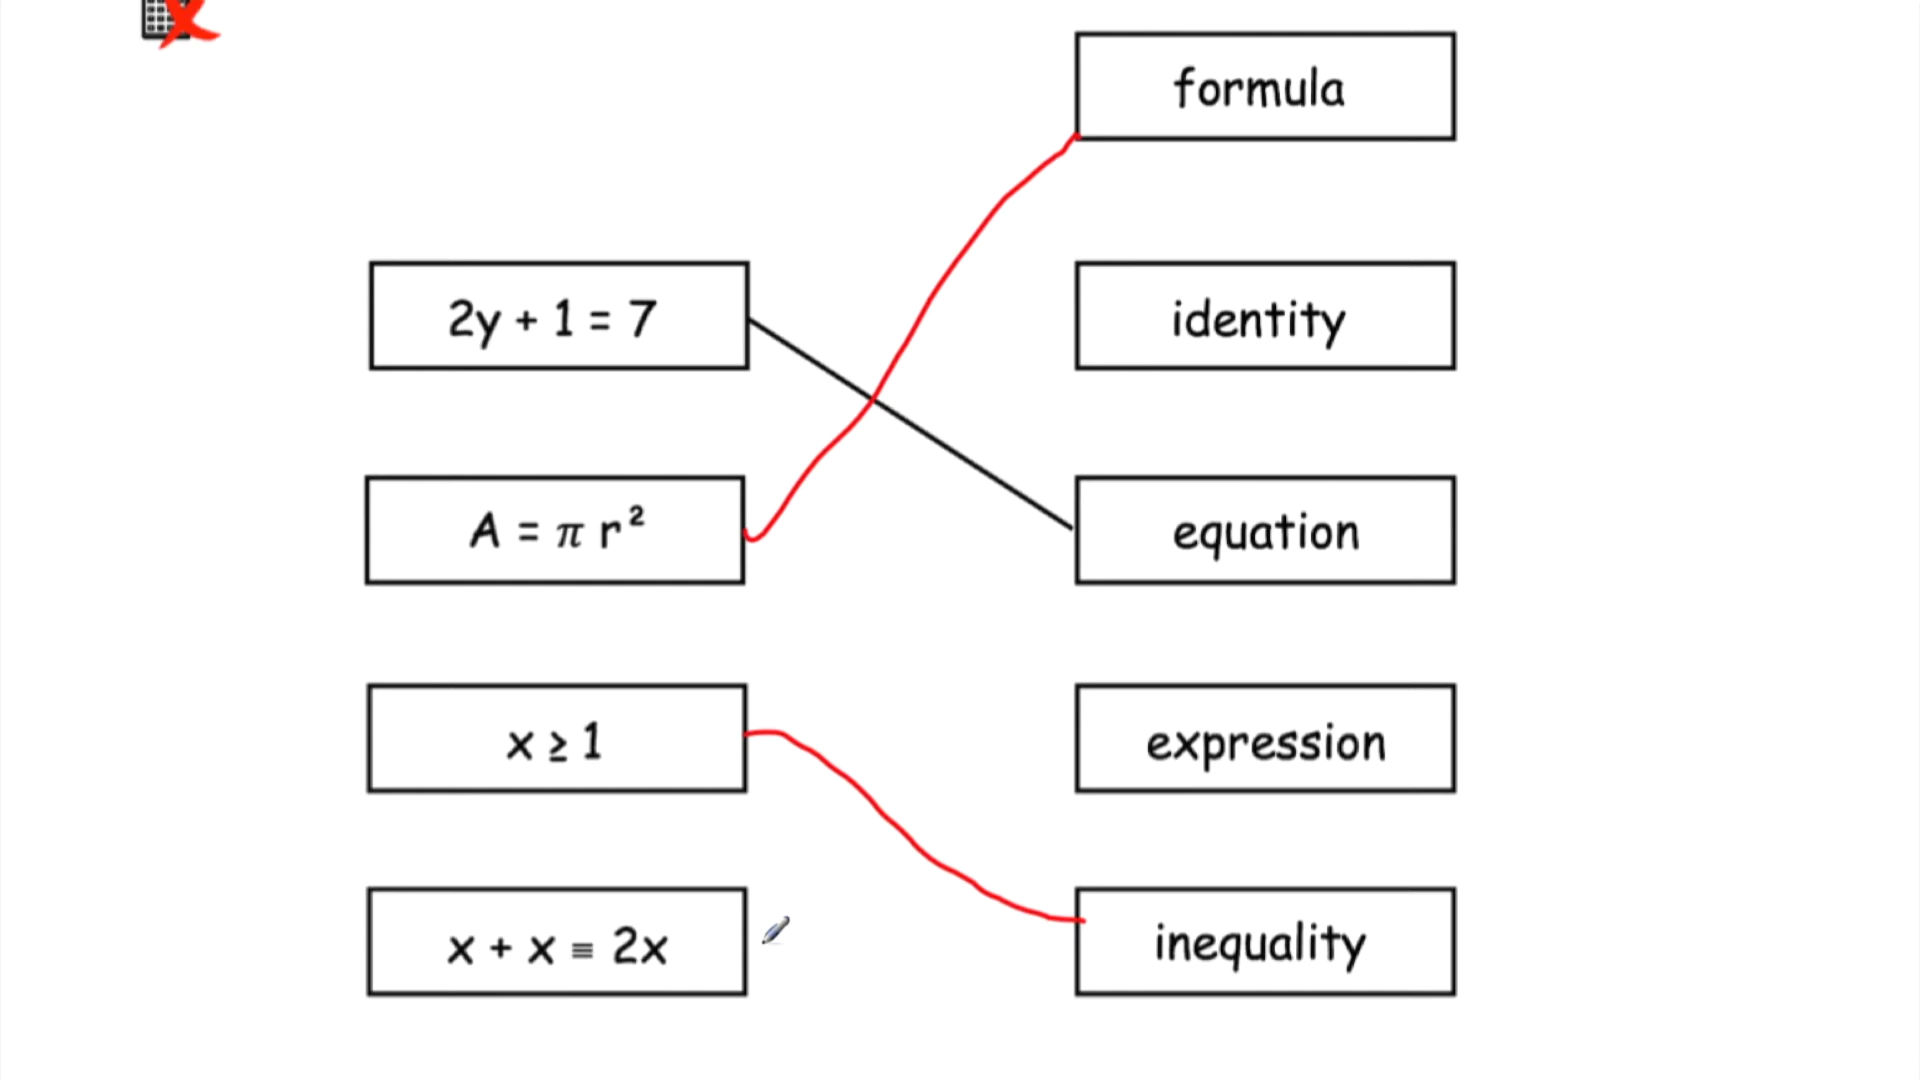 formula
2y + 1 = 7
identity
A = π r²
equation
x ≥ 1
expression
x + x ≡ 2x
inequality